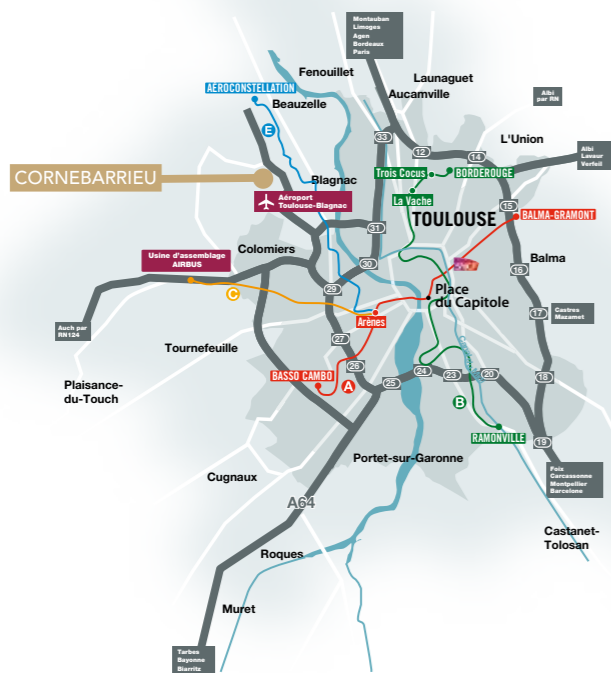 Montauban
Limoges
Agen
Bordeaux
Paris
Fenouillet
Launaguet
Aucamville
AÉROCONSTELLATION
Beauzelle
Albi
par RN
E
33
L'Union
12
14
Albi
Lavaur
Verfeil
CORNEBARRIEU
Blagnac
Trois Cocus
BORDEROUGE
La Vache
Aéroport
Toulouse-Blagnac
15
TOULOUSE
BALMA-GRAMONT
31
Colomiers
Usine d'assemblage
AIRBUS
30
16
Balma
C
29
Place
du Capitole
Arènes
17
Castres
Mazamet
Auch par
RN124
27
Tournefeuille
26
BASSO CAMBO
A
25
24
23
20
18
Plaisance-
du-Touch
B
RAMONVILLE
19
Portet-sur-Garonne
Foix
Carcassonne
Montpellier
Barcelone
Cugnaux
A64
Castanet-
Tolosan
Roques
Muret
Tarbes
Bayonne
Biarritz